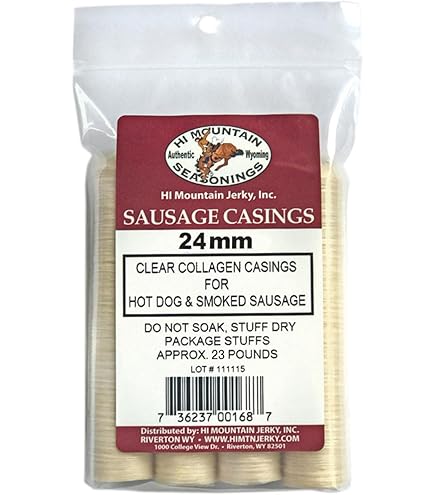 HI MOUNTAIN
Authentic Wyoming
SEASONINGS
HI Mountain Jerky, Inc.
SAUSAGE CASINGS
24mm
CLEAR COLLAGEN CASINGS
FOR
HOT DOG & SMOKED SAUSAGE
DO NOT SOAK, STUFF DRY
PACKAGE STUFFS
APPROX. 23 POUNDS
LOT # 111115
7 36237 00168 7
Distributed by: HI MOUNTAIN JERKY, INC.
RIVERTON WY • WWW.HIMTNJERKY.COM
1000 College View Dr. • Riverton, WY 82501